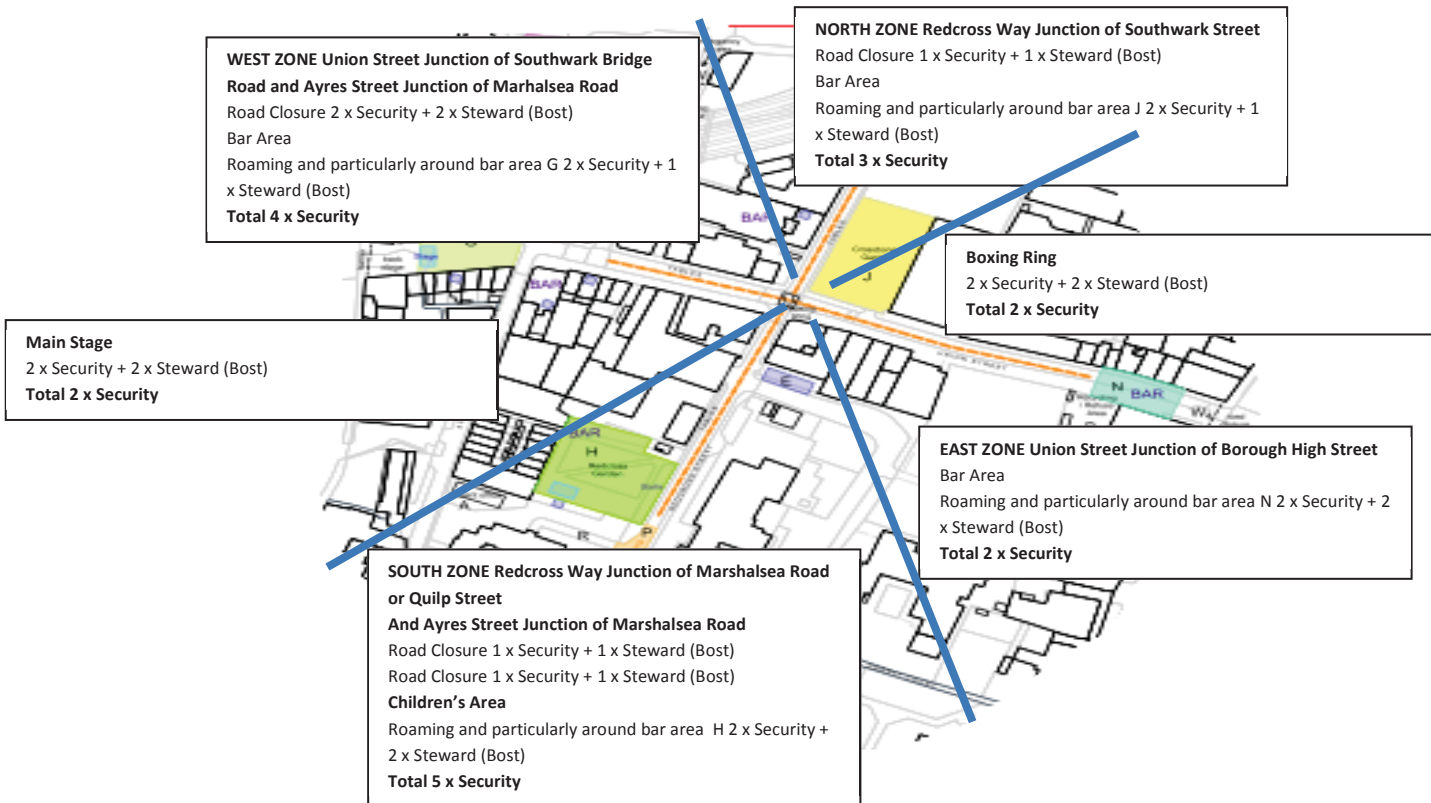 WEST ZONE Union Street Junction of Southwark Bridge
Road and Ayres Street Junction of Marhalsea Road
Road Closure 2 x Security + 2 x Steward (Bost)
Bar Area
Roaming and particularly around bar area G 2 x Security + 1
x Steward (Bost)
Total 4 x Security
NORTH ZONE Redcross Way Junction of Southwark Street
Road Closure 1 x Security + 1 x Steward (Bost)
Bar Area
Roaming and particularly around bar area J 2 x Security + 1
x Steward (Bost)
Total 3 x Security
Boxing Ring
2 x Security + 2 x Steward (Bost)
Total 2 x Security
Main Stage
2 x Security + 2 x Steward (Bost)
Total 2 x Security
EAST ZONE Union Street Junction of Borough High Street
Bar Area
Roaming and particularly around bar area N 2 x Security + 2
x Steward (Bost)
Total 2 x Security
SOUTH ZONE Redcross Way Junction of Marshalsea Road
or Quilp Street
And Ayres Street Junction of Marshalsea Road
Road Closure 1 x Security + 1 x Steward (Bost)
Road Closure 1 x Security + 1 x Steward (Bost)
Children's Area
Roaming and particularly around bar area H 2 x Security +
2 x Steward (Bost)
Total 5 x Security
BAR
J
Stage
BAR
TABLES
UNION STREET
E
N
BAR
W
BAR
H
Redcross
Garden
A
R
P